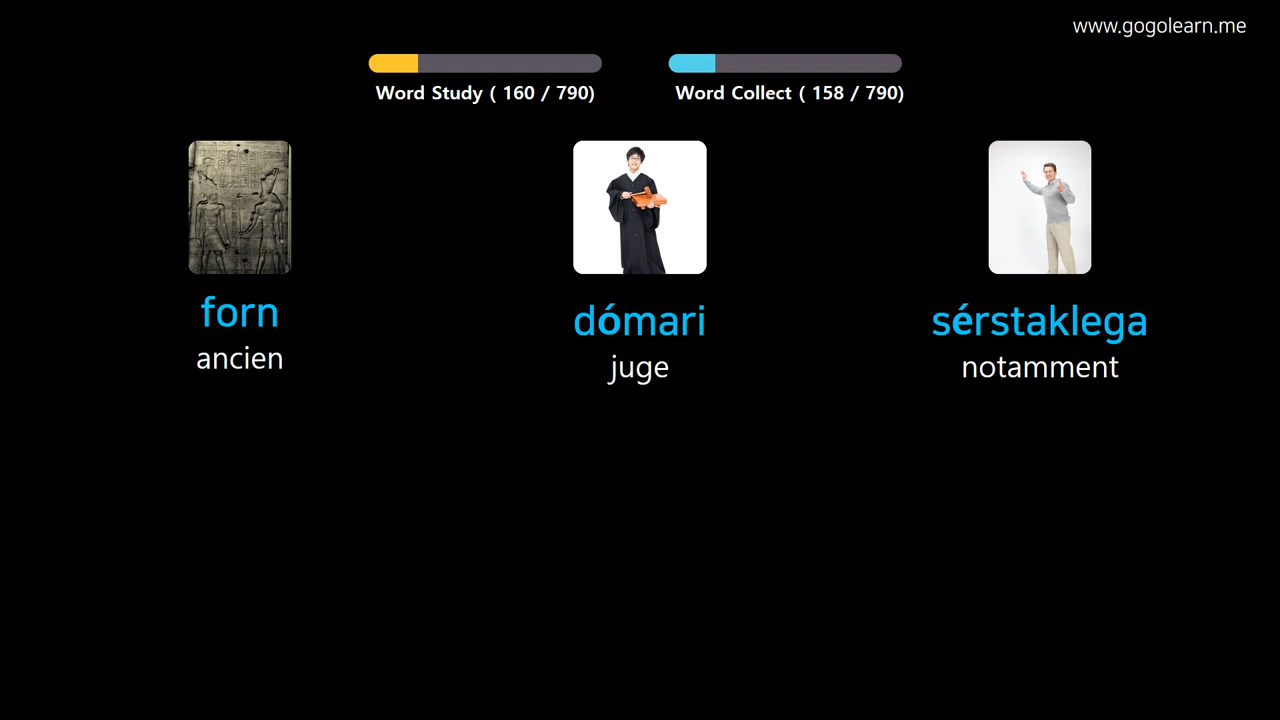 www.gogolearn.me
Word Study ( 160 / 790)
Word Collect ( 158 / 790)
forn
ancien
dómari
juge
sérstaklega
notamment